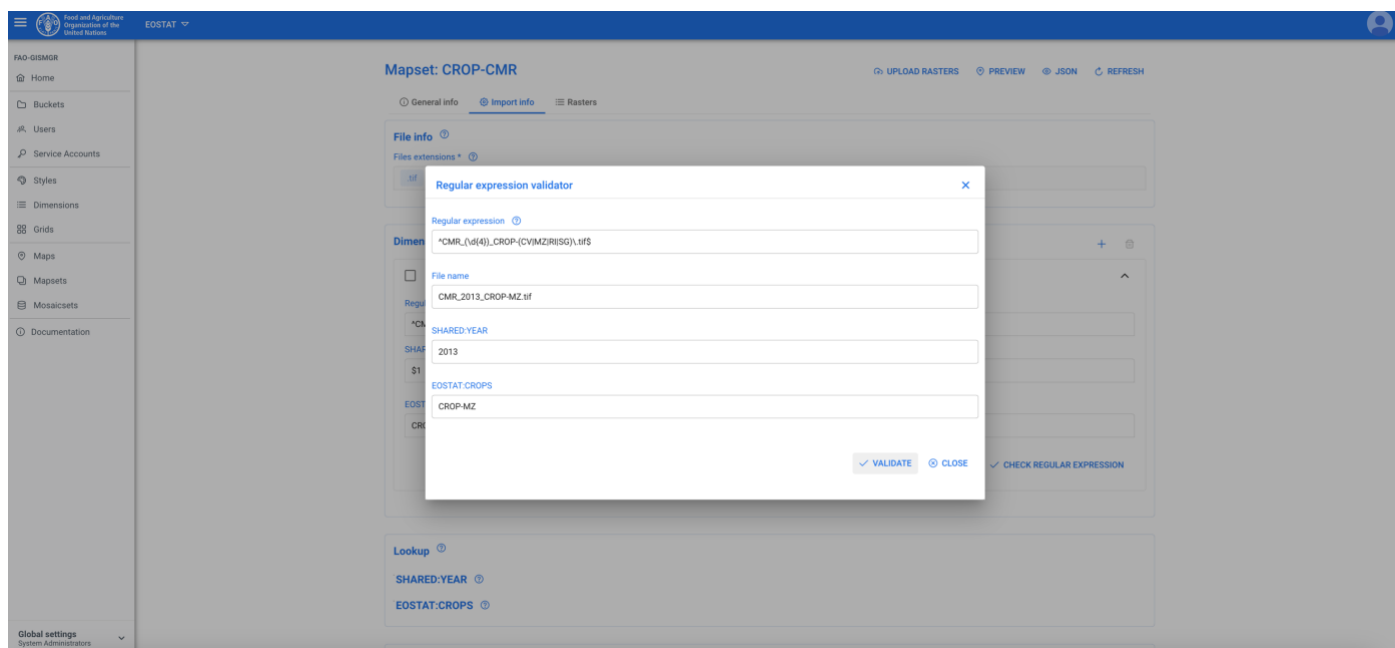 Food and Agriculture
Organization of the
United Nations
EOSTAT
FAO-GISMGR
Home
Buckets
Users
Service Accounts
Styles
Dimensions
Grids
Maps
Mapsets
Mosaicsets
Documentation
Global settings
System Administrators
Mapset: CROP-CMR
UPLOAD RASTERS PREVIEW JSON REFRESH
General info Import info Rasters
File info
Files extensions *
tif
Regular expression validator
Regular expression
^CMR_(\d{4})_CROP-(CV|MZ|RI|SG)\.tif$
File name
CMR_2013_CROP-MZ.tif
SHARED:YEAR
2013
EOSTAT:CROPS
CROP-MZ
VALIDATE CLOSE
Dimen
Regu
^CM
SHAR
$1
EOST
CRO
CHECK REGULAR EXPRESSION
Lookup
SHARED:YEAR
EOSTAT:CROPS